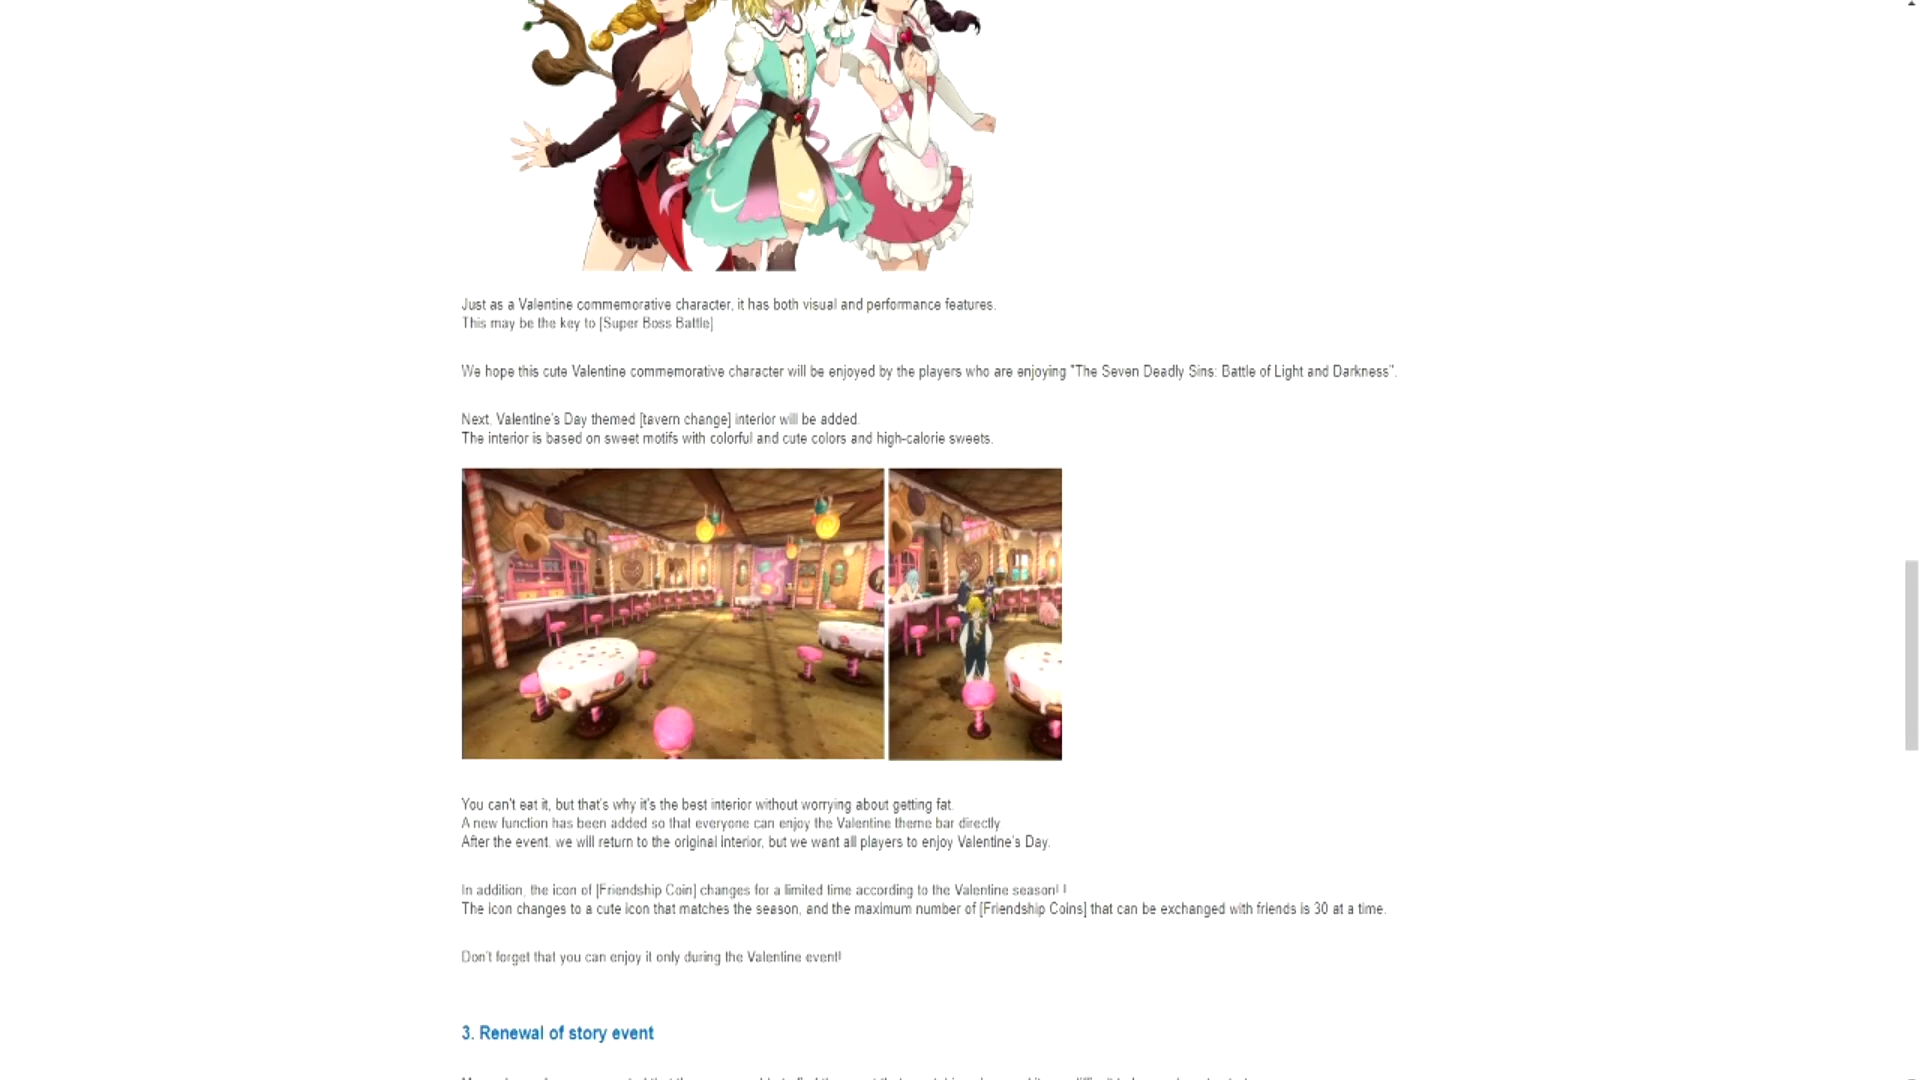 Just as a Valentine commemorative character, it has both visual and performance features.
This may be the key to [Super Boss Battle]
We hope this cute Valentine commemorative character will be enjoyed by the players who are enjoying "The Seven Deadly Sins: Battle of Light and Darkness".
Next, Valentine's Day themed [tavern change] interior will be added.
The interior is based on sweet motifs with colorful and cute colors and high-calorie sweets.
You can't eat it, but that's why it's the best interior without worrying about getting fat.
A new function has been added so that everyone can enjoy the Valentine theme bar directly
After the event, we will return to the original interior, but we want all players to enjoy Valentine's Day.
In addition, the icon of [Friendship Coin] changes for a limited time according to the Valentine season! !
The icon changes to a cute icon that matches the season, and the maximum number of [Friendship Coins] that can be exchanged with friends is 30 at a time.
Don't forget that you can enjoy it only during the Valentine event!
3. Renewal of story event